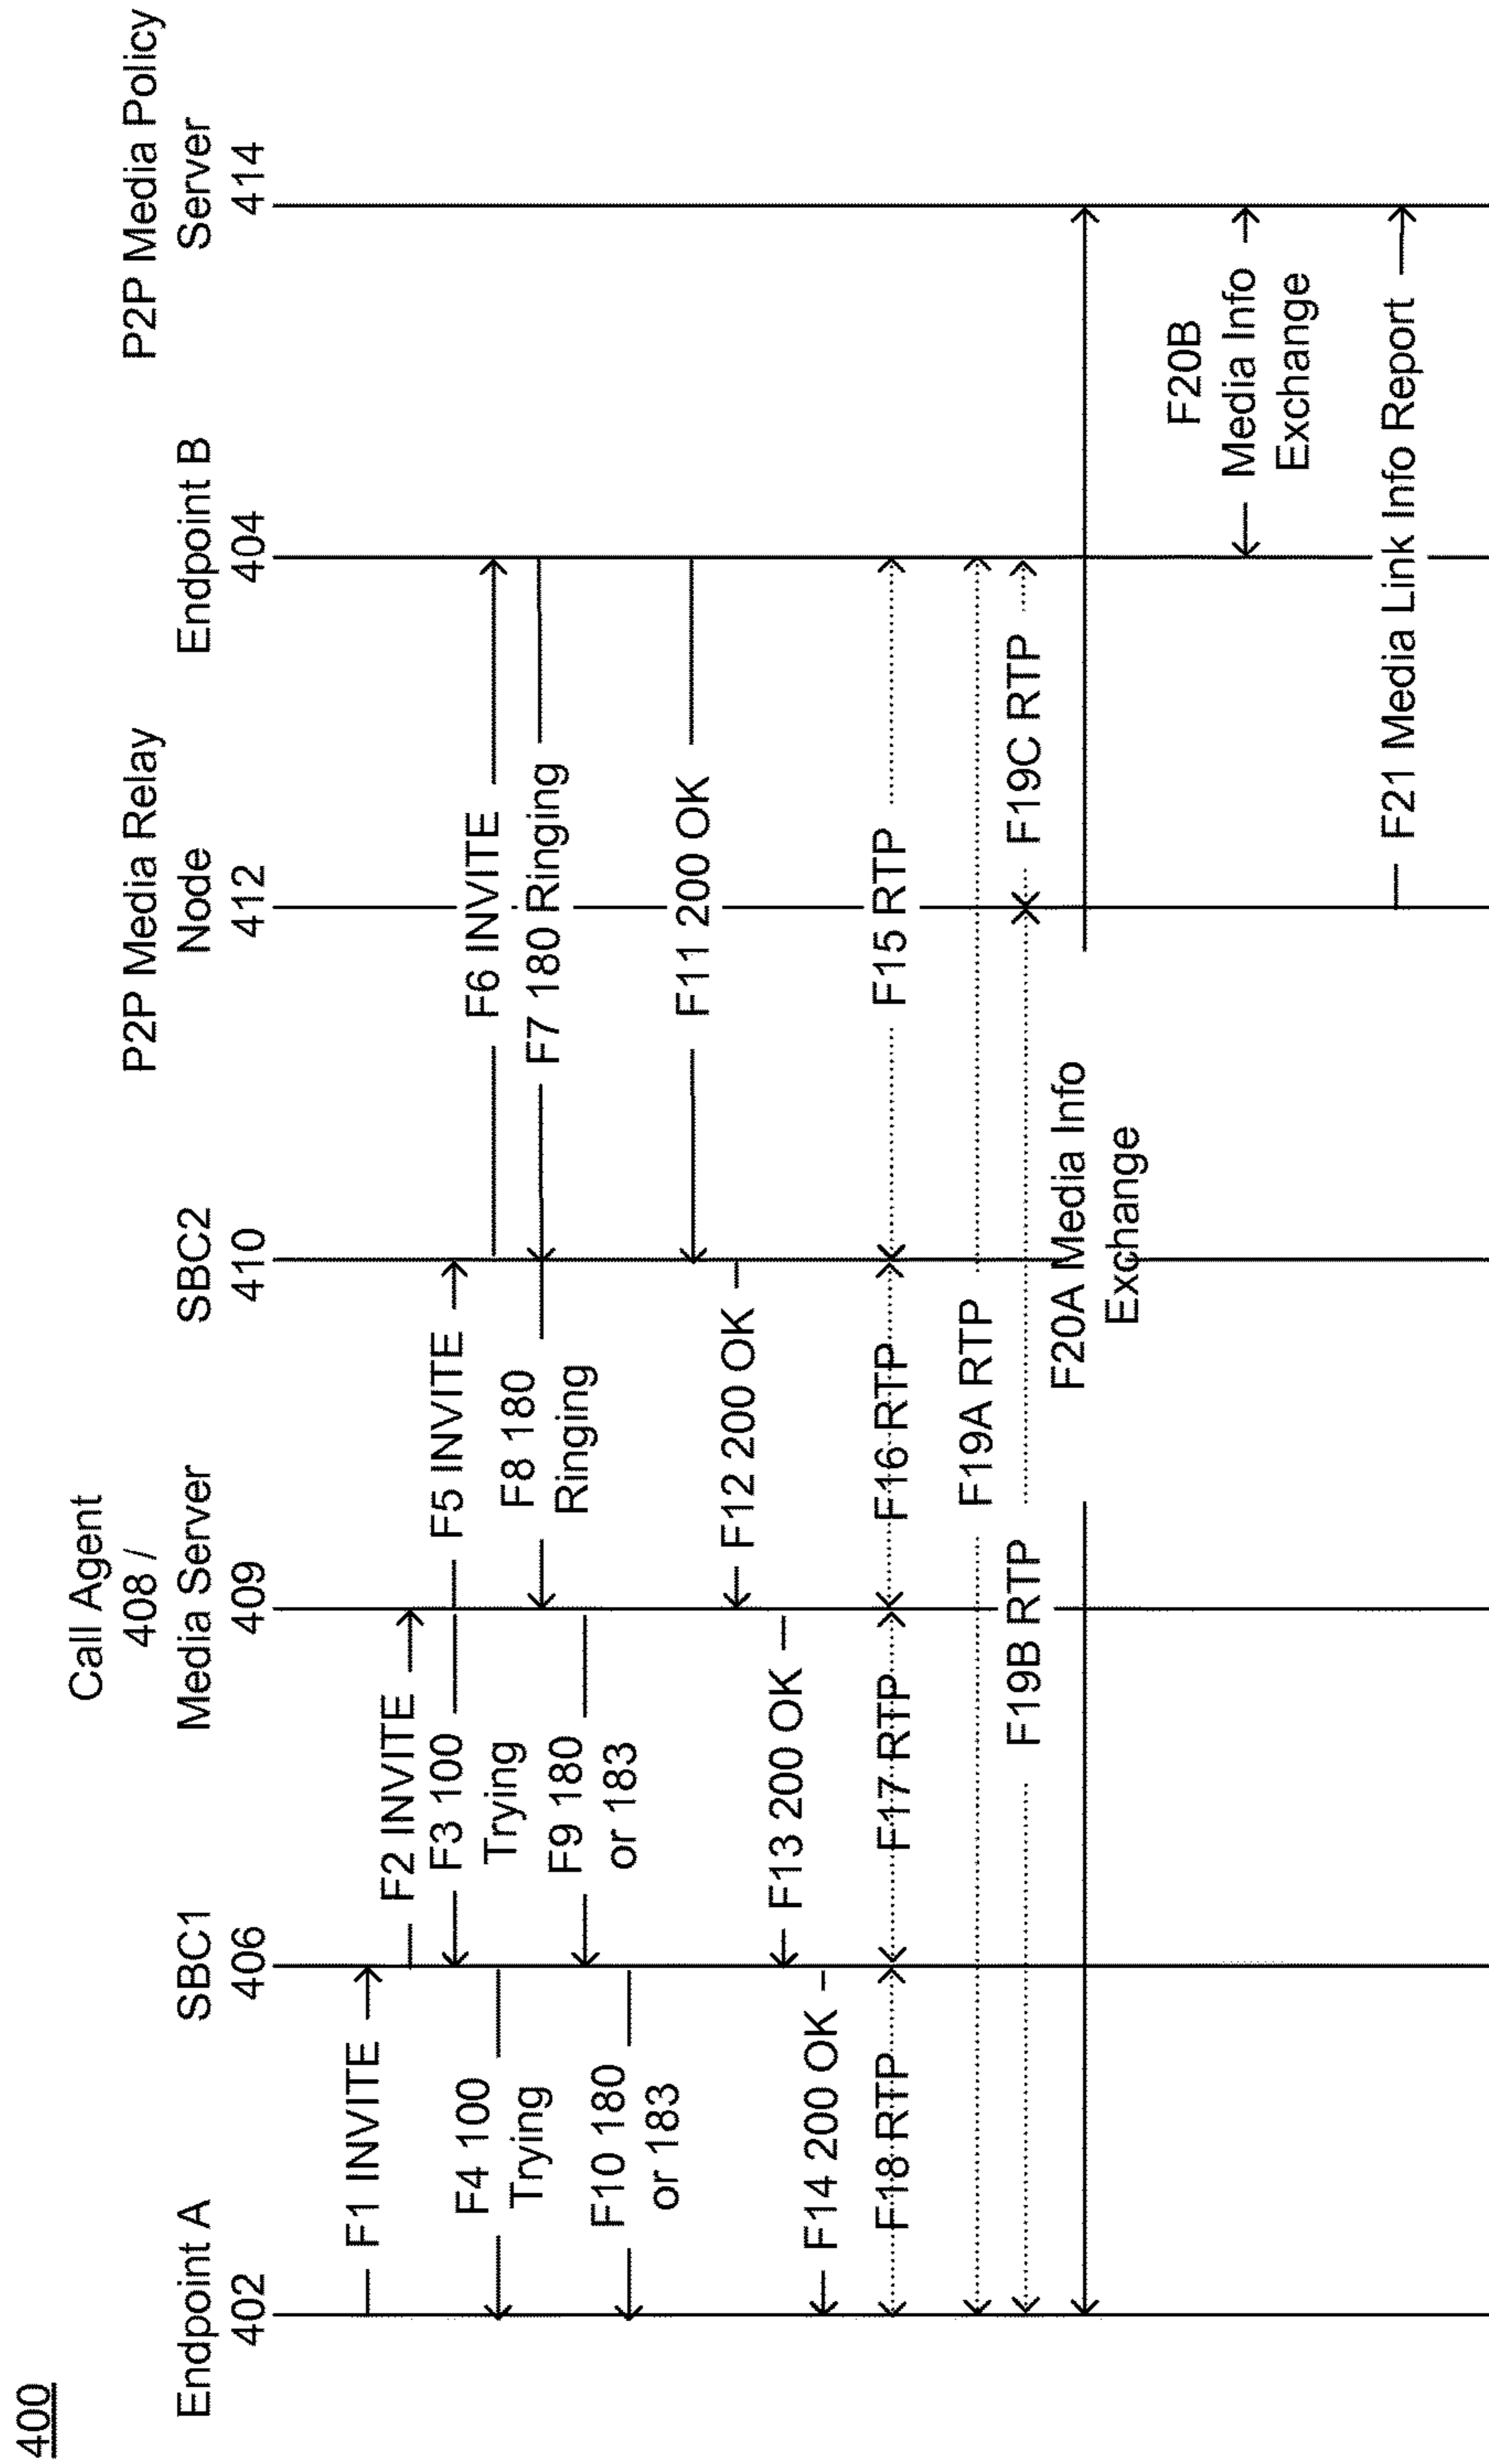 400
Endpoint A
402
SBC1
406
Call Agent
408 /
Media Server
409
SBC2
410
P2P Media Relay
Node
412
Endpoint B
404
P2P Media Policy
Server
414
F1 INVITE
F2 INVITE
F3 100
Trying
F4 100
Trying
F5 INVITE
F6 INVITE
F7 180 Ringing
F8 180
Ringing
F9 180
or 183
F10 180
or 183
F11 200 OK
F12 200 OK
F13 200 OK
F14 200 OK
F15 RTP
F16 RTP
F17 RTP
F18 RTP
F19A RTP
F19B RTP
F19C RTP
F20A Media Info
Exchange
F20B
Media Info
Exchange
F21 Media Link Info Report